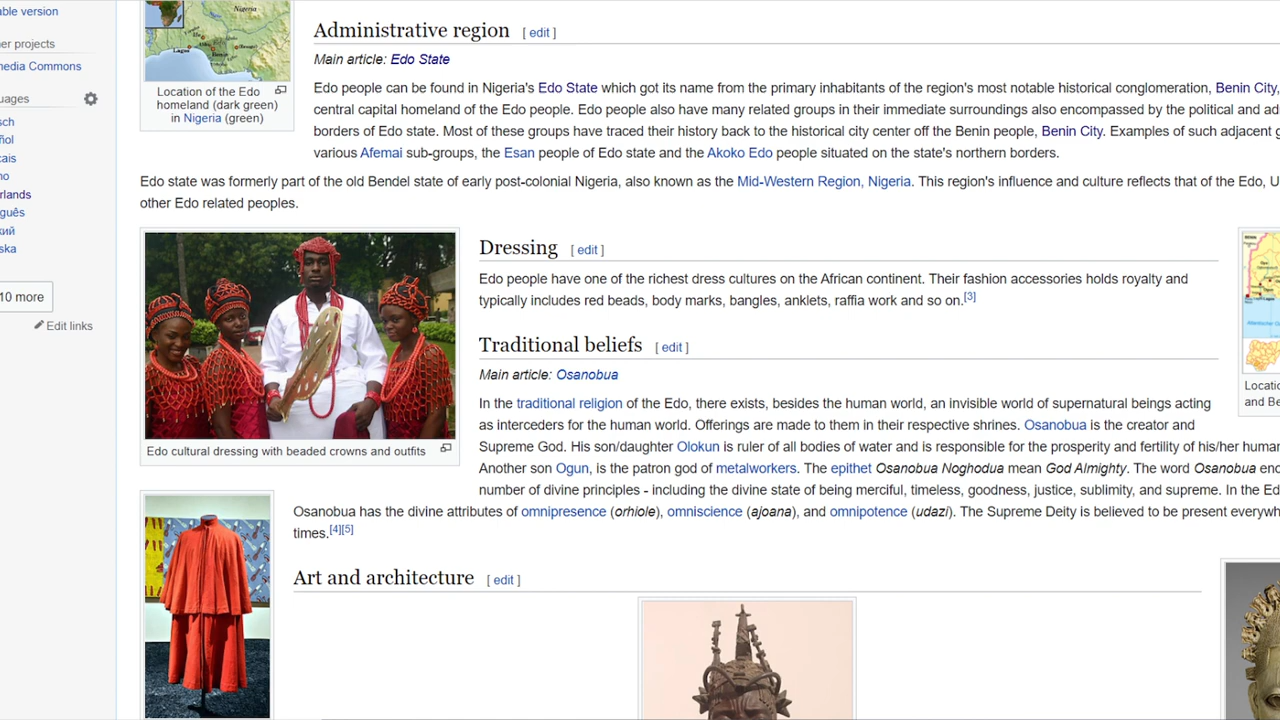 able version
er projects
media Commons
uages
sch
ñol
cais
no
rlands
guês
кий
ska
10 more
Edit links
Nigeria
Lagos
Benin
Location of the Edo
homeland (dark green)
in Nigeria (green)
Administrative region [ edit ]
Main article: Edo State
Edo people can be found in Nigeria's Edo State which got its name from the primary inhabitants of the region's most notable historical conglomeration, Benin City,
central capital homeland of the Edo people. Edo people also have many related groups in their immediate surroundings also encompassed by the political and ad
borders of Edo state. Most of these groups have traced their history back to the historical city center off the Benin people, Benin City. Examples of such adjacent g
various Afemai sub-groups, the Esan people of Edo state and the Akoko Edo people situated on the state's northern borders.
Edo state was formerly part of the old Bendel state of early post-colonial Nigeria, also known as the Mid-Western Region, Nigeria. This region's influence and culture reflects that of the Edo, U
other Edo related peoples.
Edo cultural dressing with beaded crowns and outfits
Dressing [ edit ]
Edo people have one of the richest dress cultures on the African continent. Their fashion accessories holds royalty and
typically includes red beads, body marks, bangles, anklets, raffia work and so on.[3]
Locatio
and Be
Traditional beliefs [ edit ]
Main article: Osanobua
In the traditional religion of the Edo, there exists, besides the human world, an invisible world of supernatural beings acting
as interceders for the human world. Offerings are made to them in their respective shrines. Osanobua is the creator and
Supreme God. His son/daughter Olokun is ruler of all bodies of water and is responsible for the prosperity and fertility of his/her human
Another son Ogun, is the patron god of metalworkers. The epithet Osanobua Noghodua mean God Almighty. The word Osanobua enc
number of divine principles - including the divine state of being merciful, timeless, goodness, justice, sublimity, and supreme. In the Ed
Osanobua has the divine attributes of omnipresence (orhiole), omniscience (ajoana), and omnipotence (udazi). The Supreme Deity is believed to be present everywh
times.[4][5]
Art and architecture [ edit ]